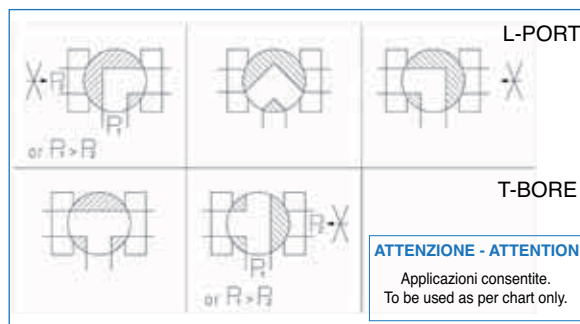 L-PORT
P₁
or P₁ > P₂
T-BORE
P₂
P₁
or P₁ > P₂
ATTENZIONE - ATTENTION
Applicazioni consentite.
To be used as per chart only.